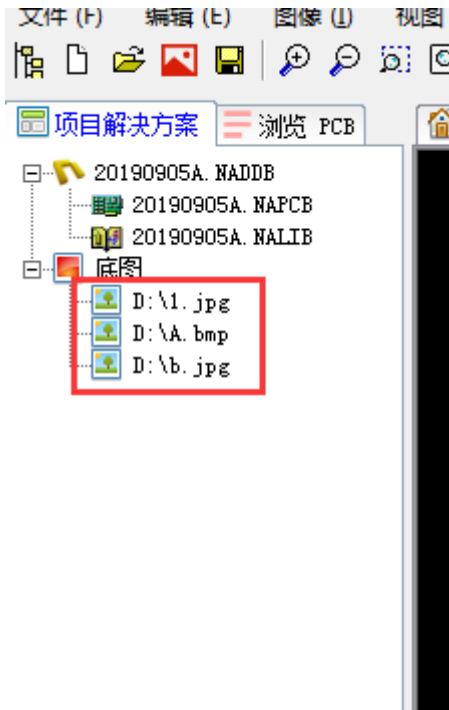 文件 (F) 编辑 (E) 图像 (I) 视图
项目解决方案 浏览 PCB
20190905A.NADDB
20190905A.NAPCB
20190905A.NALIB
底图
D:\1.jpg
D:\A.bmp
D:\b.jpg